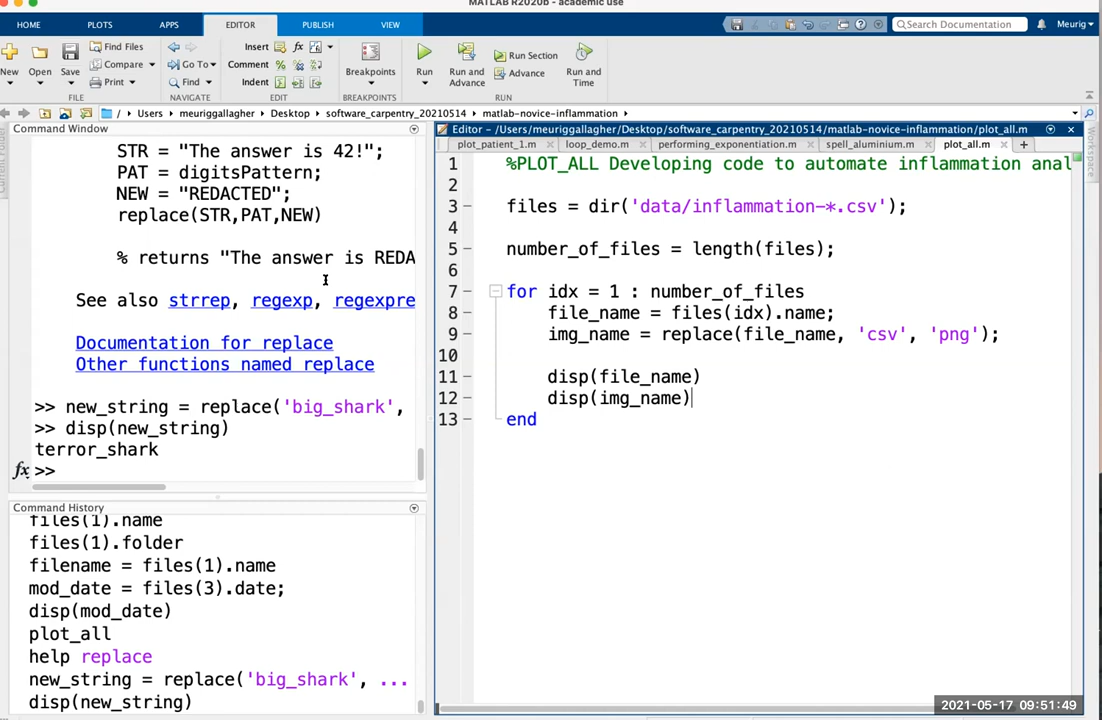 MATLAB R2020b - academic use
HOME PLOTS APPS EDITOR PUBLISH VIEW Search Documentation Meurig
New Open Save Find Files Compare Print Go To Find Insert fx Comment % Indent Breakpoints Run Run and Advance Run Section Advance Run and Time
FILE NAVIGATE EDIT BREAKPOINTS RUN
/ Users meuriggallagher Desktop software_carpentry_20210514 matlab-novice-inflammation
Current Folder
Command Window
STR = "The answer is 42!";
PAT = digitsPattern;
NEW = "REDACTED";
replace(STR,PAT,NEW)
% returns "The answer is REDA
See also strrep, regexp, regexpre
Documentation for replace
Other functions named replace
>> new_string = replace('big_shark',
>> disp(new_string)
terror_shark
fx >>
Command History
files(1).name
files(1).folder
filename = files(1).name
mod_date = files(3).date;
disp(mod_date)
plot_all
help replace
new_string = replace('big_shark', ...
disp(new_string)
Editor - /Users/meuriggallagher/Desktop/software_carpentry_20210514/matlab-novice-inflammation/plot_all.m
plot_patient_1.m loop_demo.m performing_exponentiation.m spell_aluminium.m plot_all.m +
1 %PLOT_ALL Developing code to automate inflammation anal
2
3 files = dir('data/inflammation-*.csv');
4
5 number_of_files = length(files);
6
7 for idx = 1 : number_of_files
8 file_name = files(idx).name;
9 img_name = replace(file_name, 'csv', 'png');
10
11 disp(file_name)
12 disp(img_name)
13 end
Workspace
2021-05-17 09:51:49